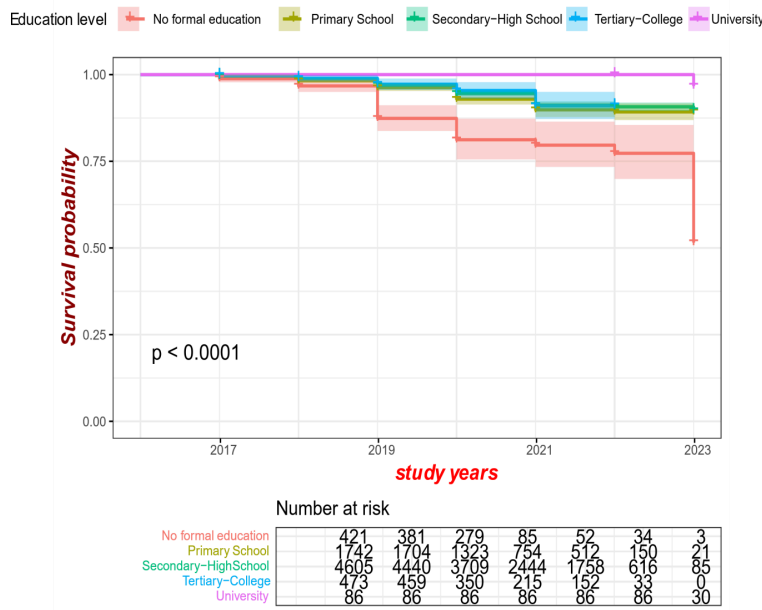 Education level No formal education Primary School Secondary-High School Tertiary-College University
1.00
0.75
0.50
0.25
0.00
Survival probability
p < 0.0001
2017 2019 2021 2023
study years
Number at risk
No formal education 421 381 279 85 52 34 3
Primary School 1742 1704 1323 754 512 150 21
Secondary-HighSchool 4605 4440 3709 2444 1758 616 85
Tertiary-College 473 459 350 215 152 33 0
University 86 86 86 86 86 86 30